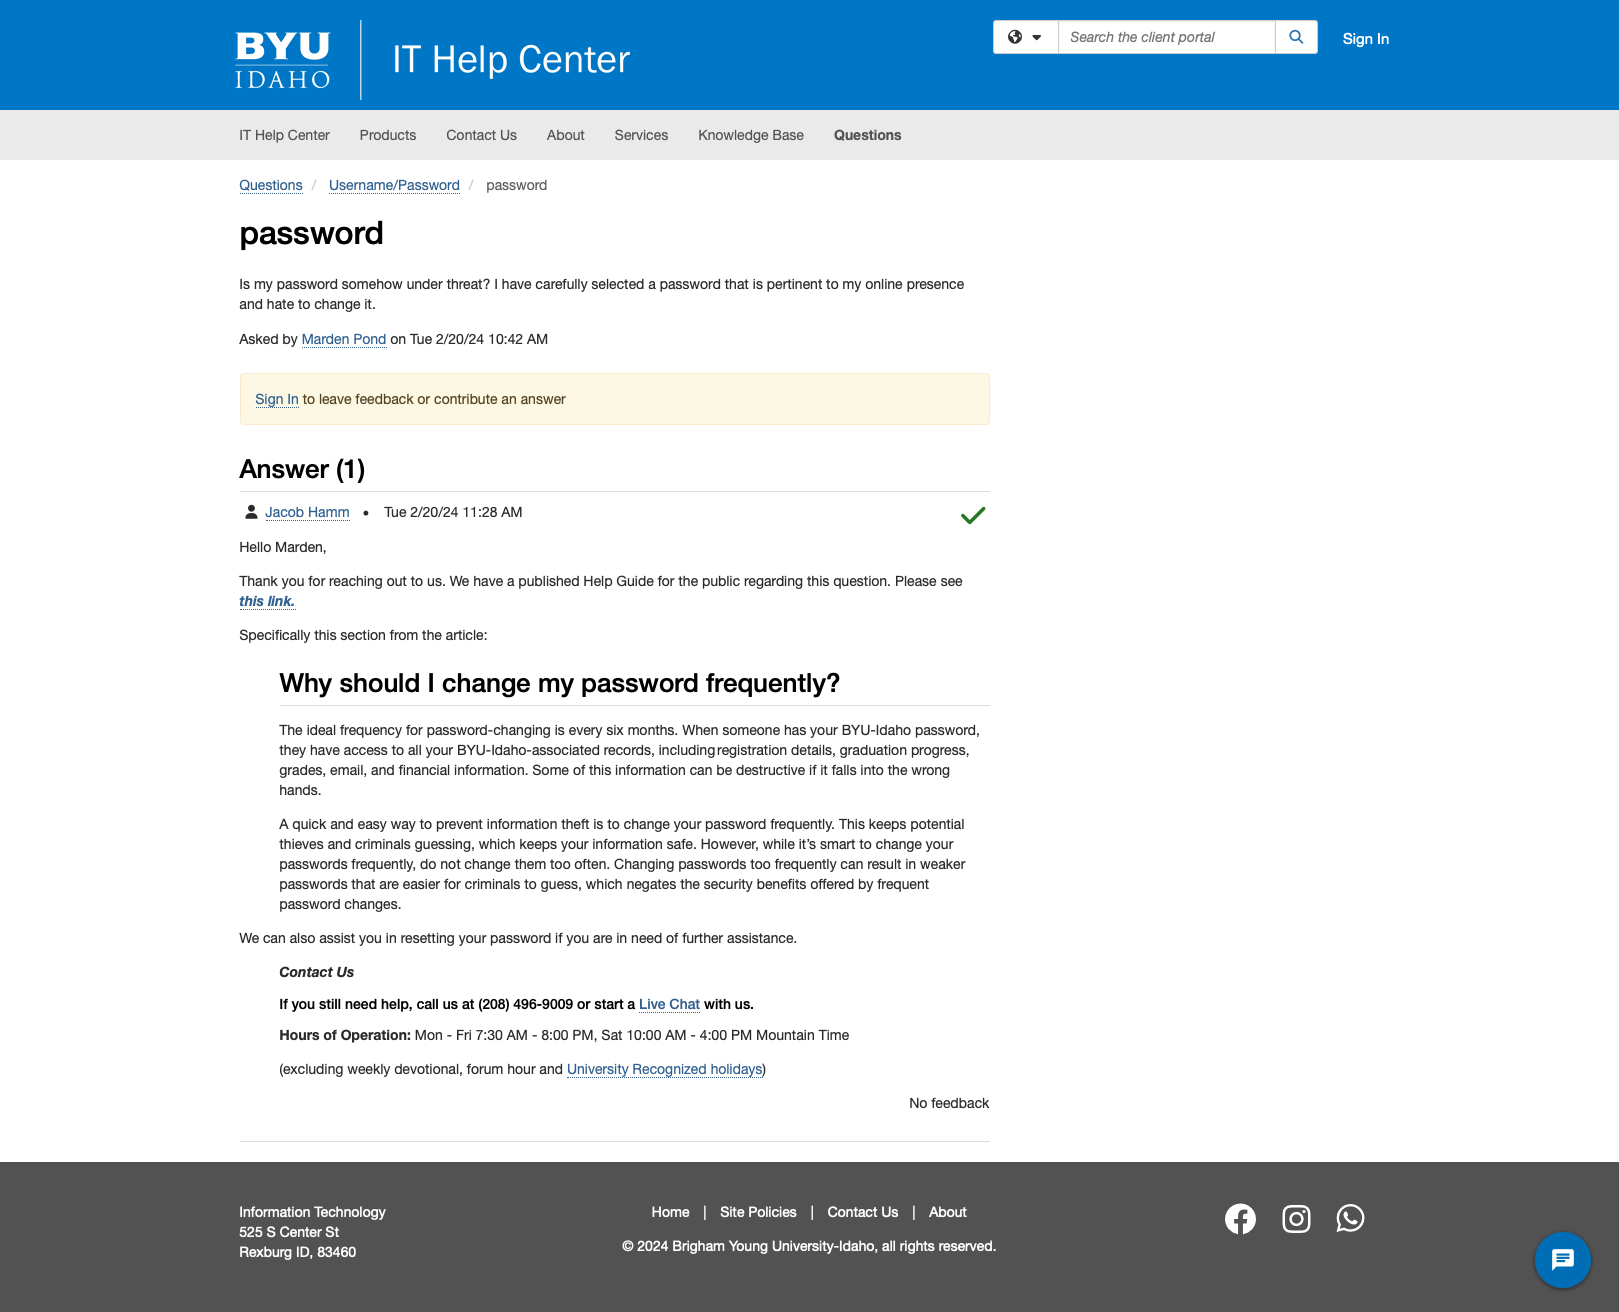 BYU
IDAHO
IT Help Center
Search the client portal
Sign In
IT Help Center Products Contact Us About Services Knowledge Base Questions
Questions / Username/Password / password
password
Is my password somehow under threat? I have carefully selected a password that is pertinent to my online presence
and hate to change it.
Asked by Marden Pond on Tue 2/20/24 10:42 AM
Sign In to leave feedback or contribute an answer
Answer (1)
Jacob Hamm • Tue 2/20/24 11:28 AM
Hello Marden,
Thank you for reaching out to us. We have a published Help Guide for the public regarding this question. Please see
this link.
Specifically this section from the article:
Why should I change my password frequently?
The ideal frequency for password-changing is every six months. When someone has your BYU-Idaho password,
they have access to all your BYU-Idaho-associated records, including registration details, graduation progress,
grades, email, and financial information. Some of this information can be destructive if it falls into the wrong
hands.
A quick and easy way to prevent information theft is to change your password frequently. This keeps potential
thieves and criminals guessing, which keeps your information safe. However, while it’s smart to change your
passwords frequently, do not change them too often. Changing passwords too frequently can result in weaker
passwords that are easier for criminals to guess, which negates the security benefits offered by frequent
password changes.
We can also assist you in resetting your password if you are in need of further assistance.
Contact Us
If you still need help, call us at (208) 496-9009 or start a Live Chat with us.
Hours of Operation: Mon - Fri 7:30 AM - 8:00 PM, Sat 10:00 AM - 4:00 PM Mountain Time
(excluding weekly devotional, forum hour and University Recognized holidays)
No feedback
Information Technology
525 S Center St
Rexburg ID, 83460
Home | Site Policies | Contact Us | About
© 2024 Brigham Young University-Idaho, all rights reserved.